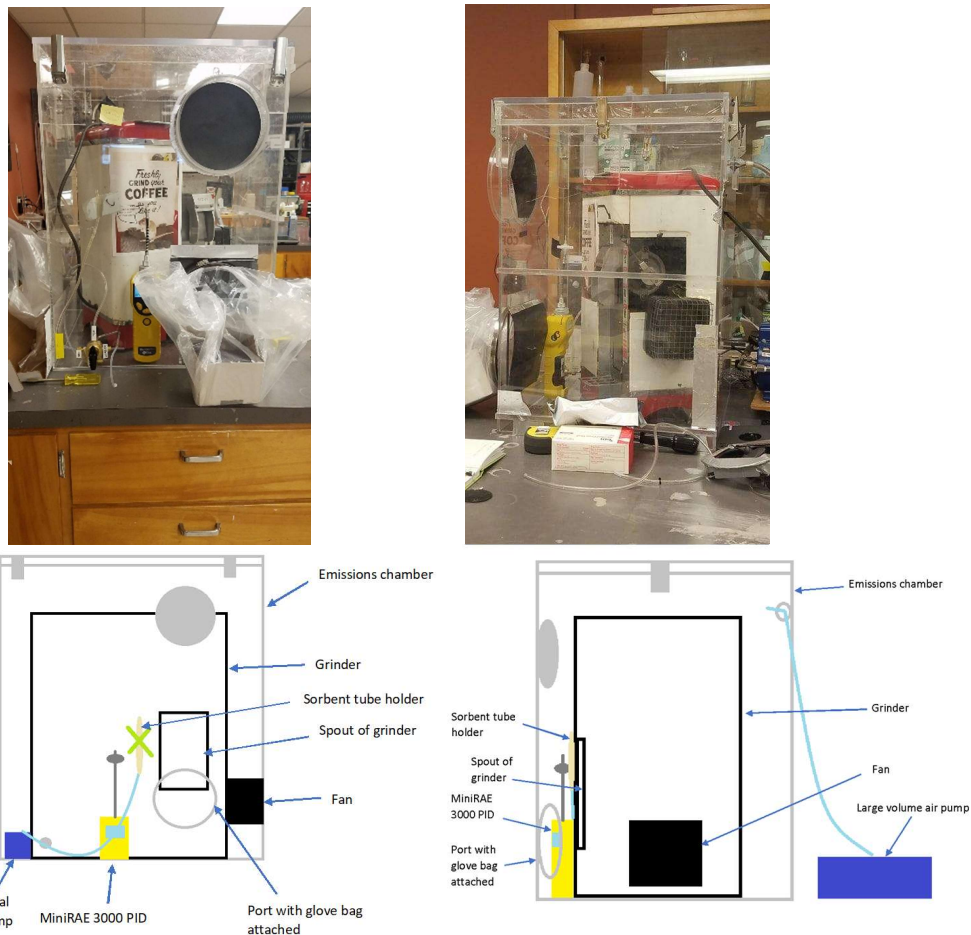 Freshly
GRIND your
COFFEE
Emissions chamber
Grinder
Sorbent tube holder
Spout of grinder
Fan
Port with glove bag
attached
MiniRAE 3000 PID
al
mp
Emissions chamber
Grinder
Fan
Large volume air pump
Sorbent tube
holder
Spout of
grinder
MiniRAE
3000 PID
Port with
glove bag
attached